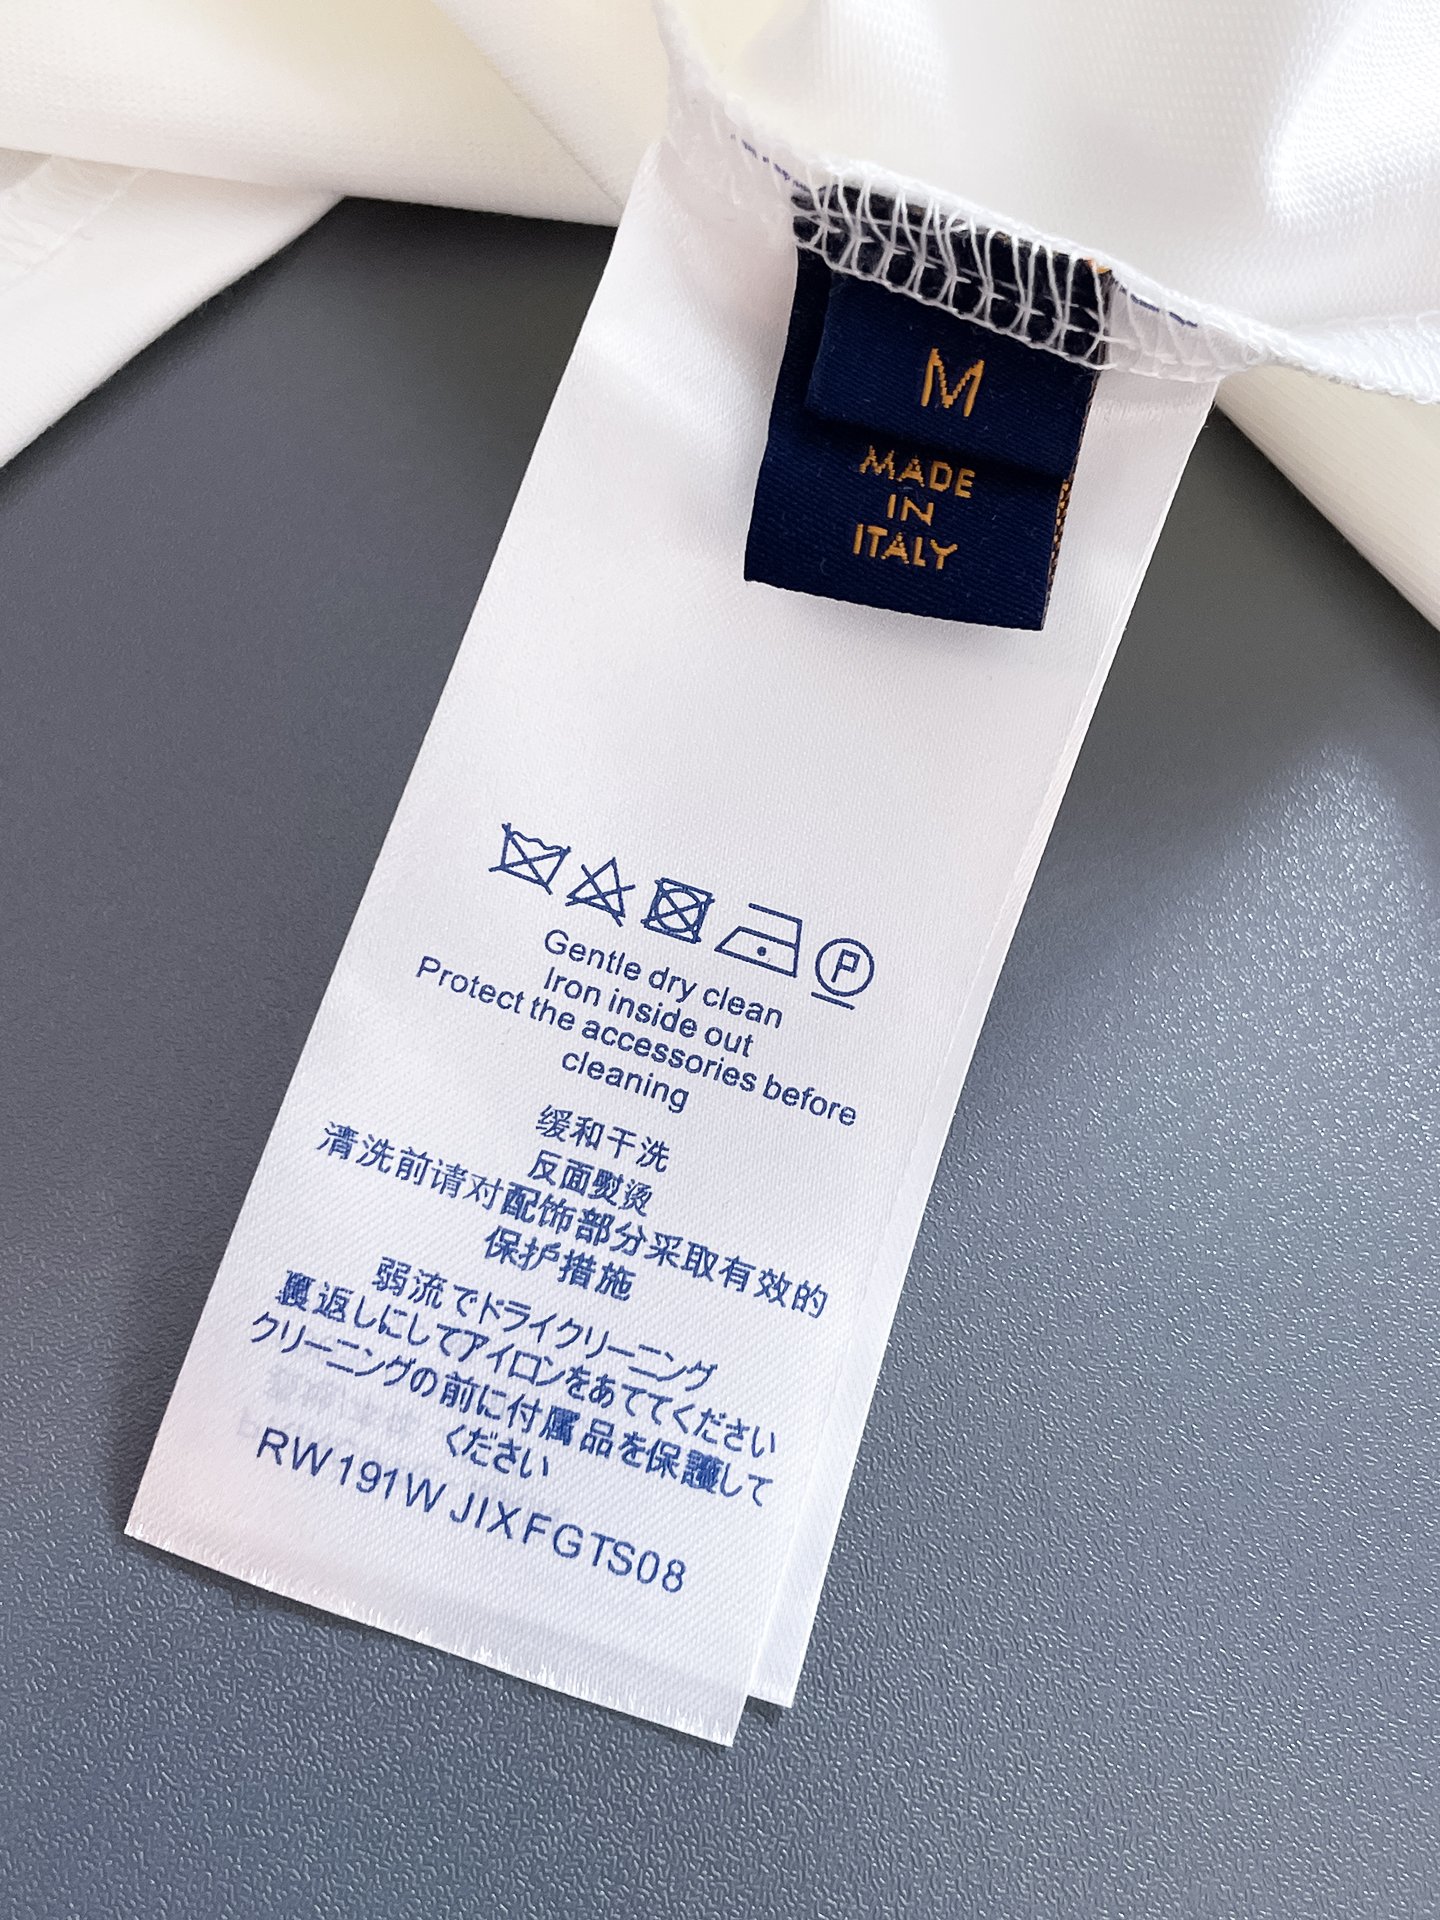 M
MADE
IN
ITALY
P
Gentle dry clean
Iron inside out
Protect the accessories before
cleaning
缓和干洗
反面熨烫
清洗前请对配饰部分采取有效的
保护措施
弱流でドライクリーニング
裏返しにしてアイロンをあててください
クリーニングの前に付属品を保護して
ください
RW191W JIXFGTS08